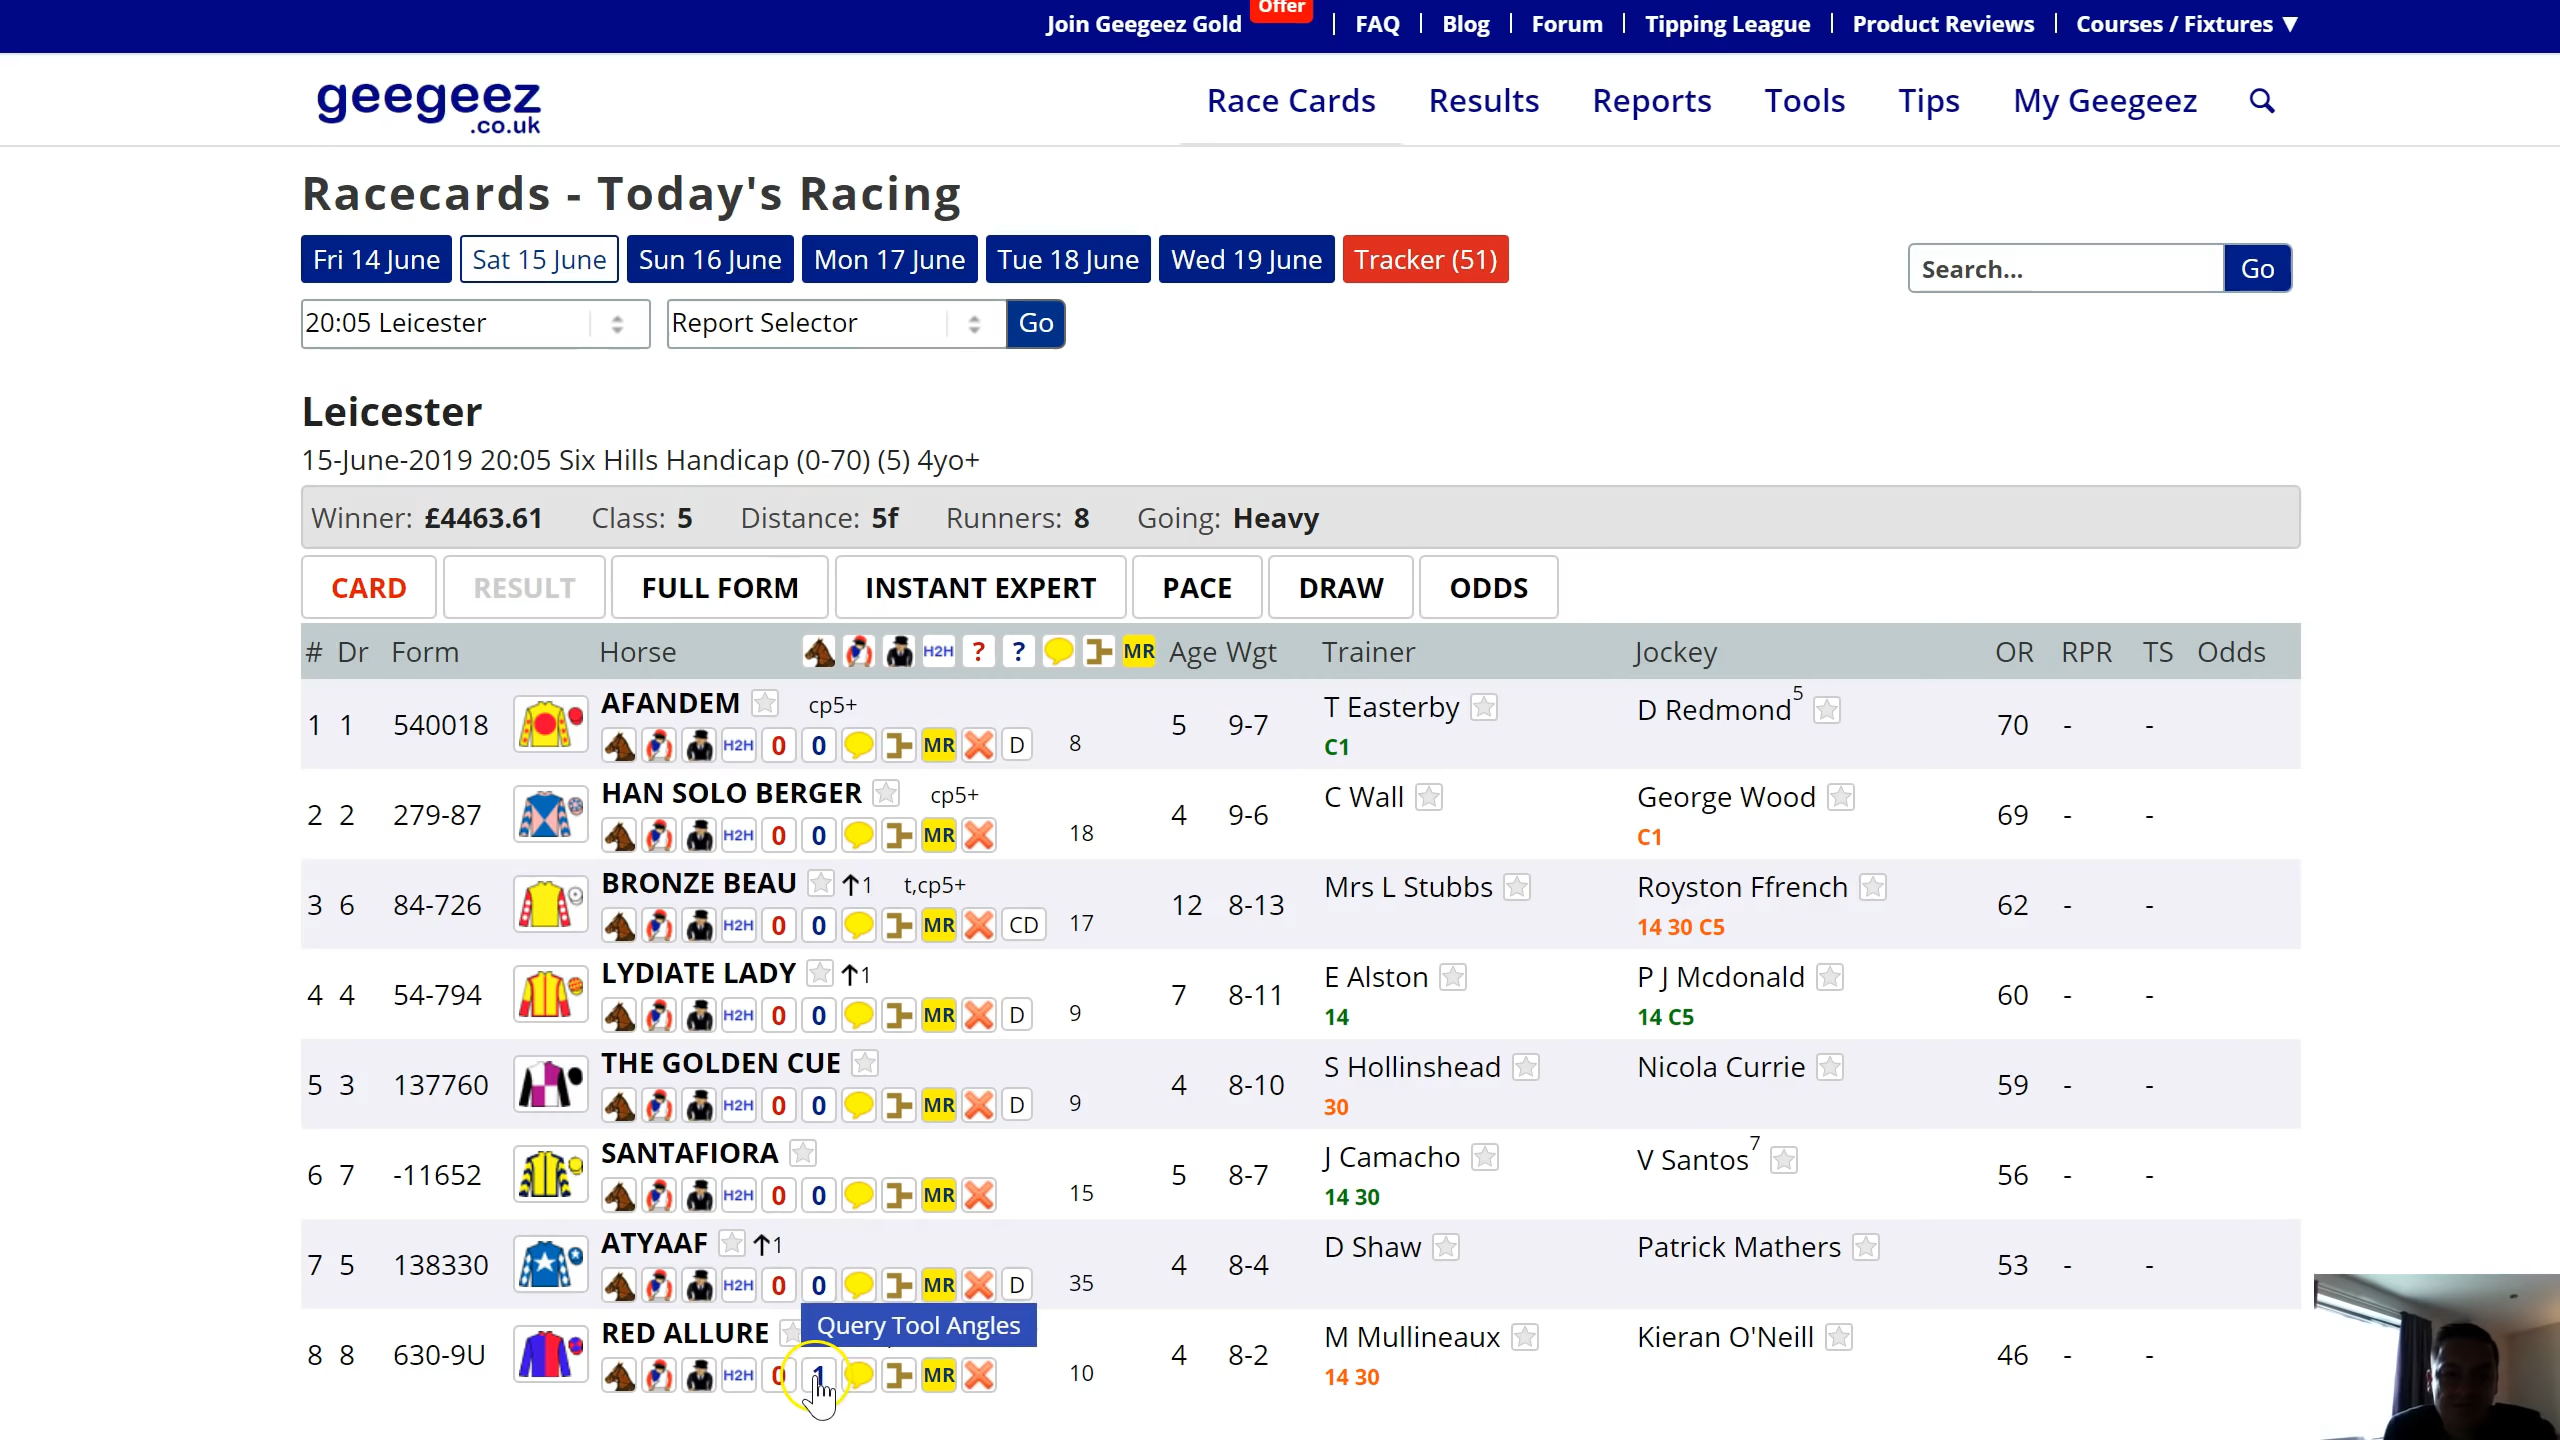 Offer
Join Geegeez Gold | FAQ | Blog | Forum | Tipping League | Product Reviews | Courses / Fixtures ▼
geegeez
.co.uk
Race Cards Results Reports Tools Tips My Geegeez
Racecards - Today's Racing
Fri 14 June Sat 15 June Sun 16 June Mon 17 June Tue 18 June Wed 19 June Tracker (51)
Search... Go
20:05 Leicester Report Selector Go
Leicester
15-June-2019 20:05 Six Hills Handicap (0-70) (5) 4yo+
Winner: £4463.61 Class: 5 Distance: 5f Runners: 8 Going: Heavy
CARD RESULT FULL FORM INSTANT EXPERT PACE DRAW ODDS
# Dr Form Horse H2H ? ? MR Age Wgt Trainer Jockey OR RPR TS Odds
AFANDEM cp5+ T Easterby D Redmond 5
1 1 540018 5 9-7 70 - -
H2H 0 0 MR D 8 C1
HAN SOLO BERGER cp5+ C Wall George Wood
2 2 279-87 4 9-6 69 - -
H2H 0 0 MR 18 C1
BRONZE BEAU ↑1 t,cp5+ Mrs L Stubbs Royston Ffrench
3 6 84-726 12 8-13 62 - -
H2H 0 0 MR CD 17 14 30 C5
LYDIATE LADY ↑1 E Alston P J Mcdonald
4 4 54-794 7 8-11 60 - -
H2H 0 0 MR D 9 14 14 C5
THE GOLDEN CUE S Hollinshead Nicola Currie
5 3 137760 4 8-10 59 - -
H2H 0 0 MR D 9 30
SANTAFIORA J Camacho V Santos 7
6 7 -11652 5 8-7 56 - -
H2H 0 0 MR 15 14 30
ATYAAF ↑1 D Shaw Patrick Mathers
7 5 138330 4 8-4 53 - -
H2H 0 0 MR D 35
RED ALLURE Query Tool Angles M Mullineaux Kieran O'Neill
8 8 630-9U 4 8-2 46 - -
H2H 0 1 MR 10 14 30